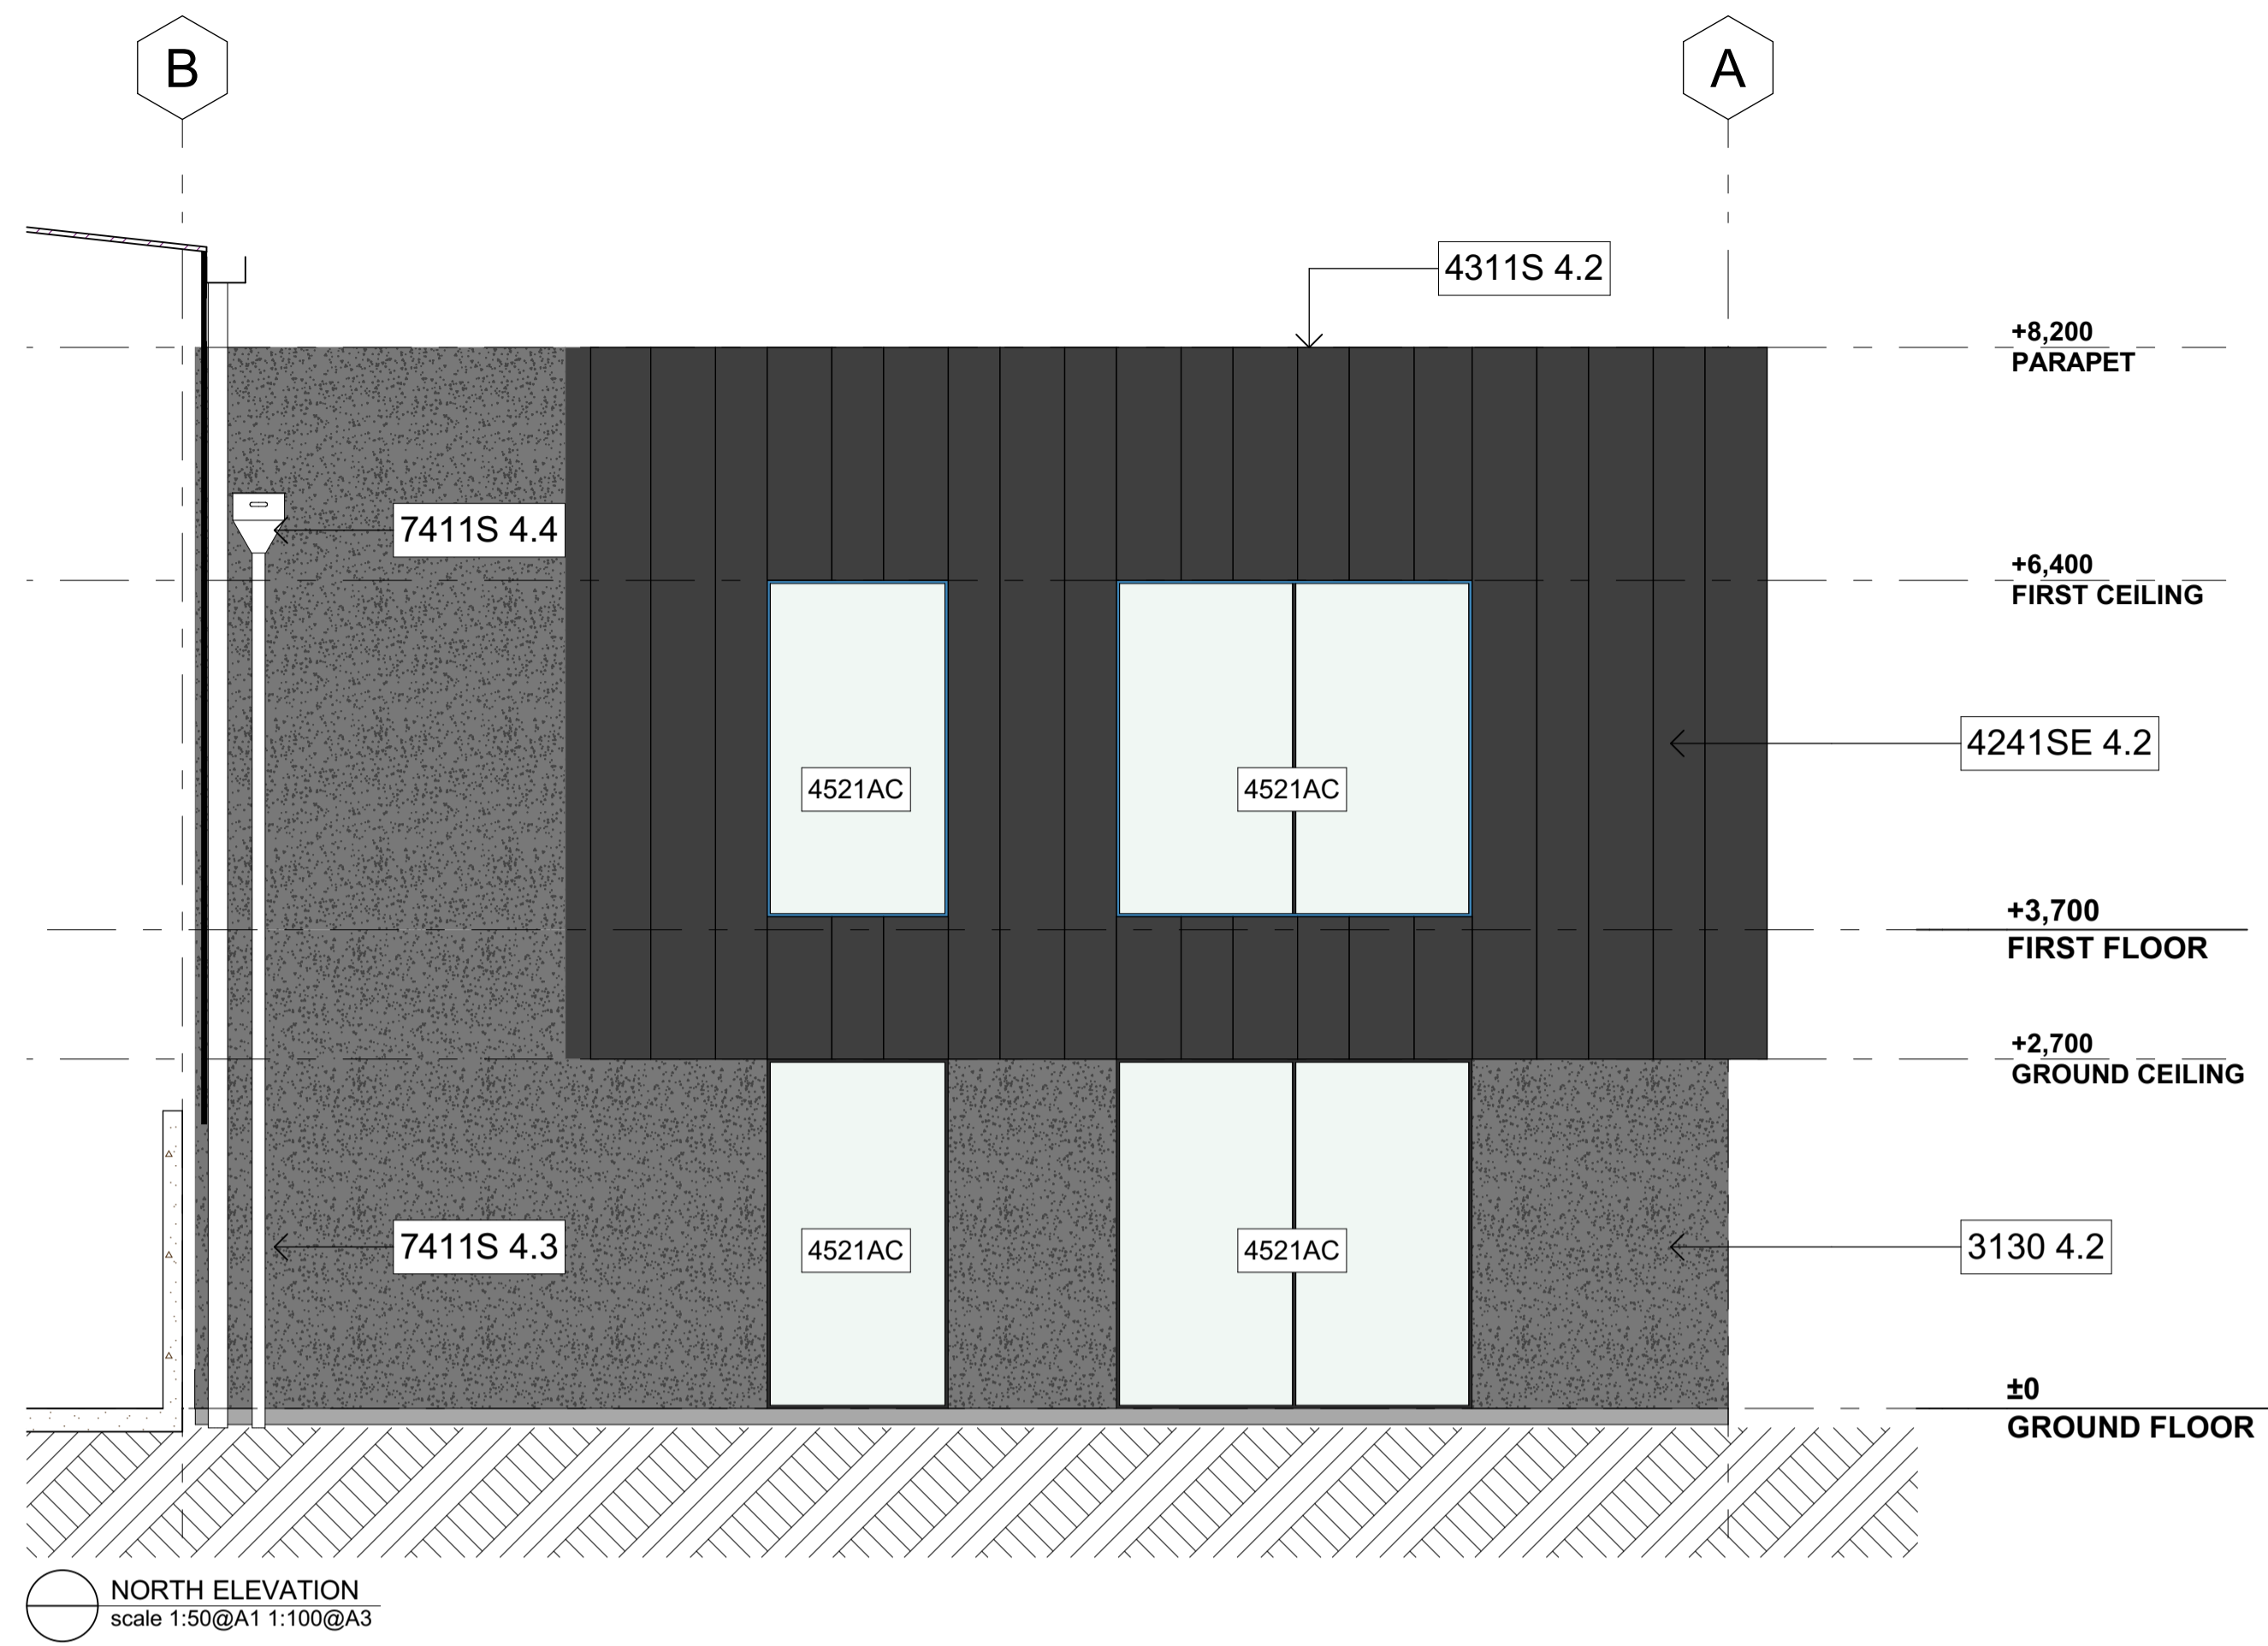 B
A
4311S 4.2
+8,200
PARAPET
7411S 4.4
+6,400
FIRST CEILING
4241SE 4.2
4521AC
4521AC
+3,700
FIRST FLOOR
+2,700
GROUND CEILING
7411S 4.3
4521AC
4521AC
3130 4.2
±0
GROUND FLOOR
NORTH ELEVATION
scale 1:50@A1 1:100@A3